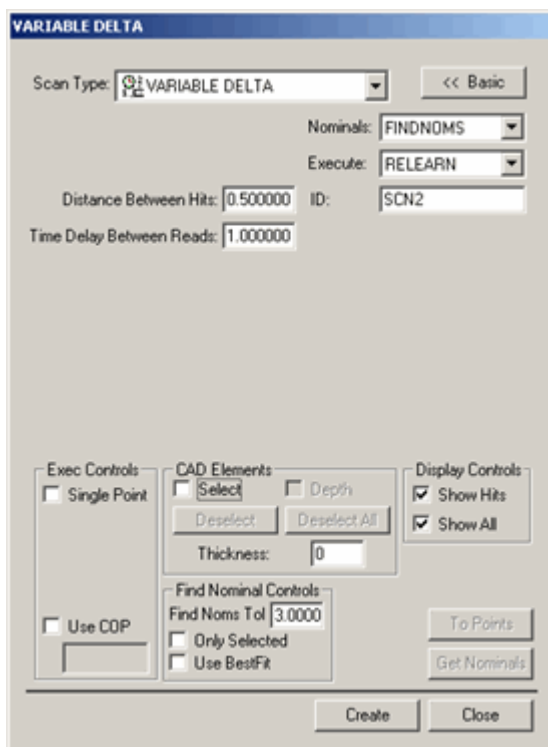 VARIABLE DELTA
Scan Type: VARIABLE DELTA << Basic
Nominals: FINDNOMS
Execute: RELEARN
Distance Between Hits: 0.500000 ID: SCN2
Time Delay Between Reads: 1.000000
Exec Controls CAD Elements Display Controls
Single Point Select Depth Show Hits
Deselect Deselect All Show All
Thickness: 0
Find Nominal Controls
Find Noms Tol 3.0000
Use COP Only Selected To Points
Use BestFit Get Nominals
Create Close